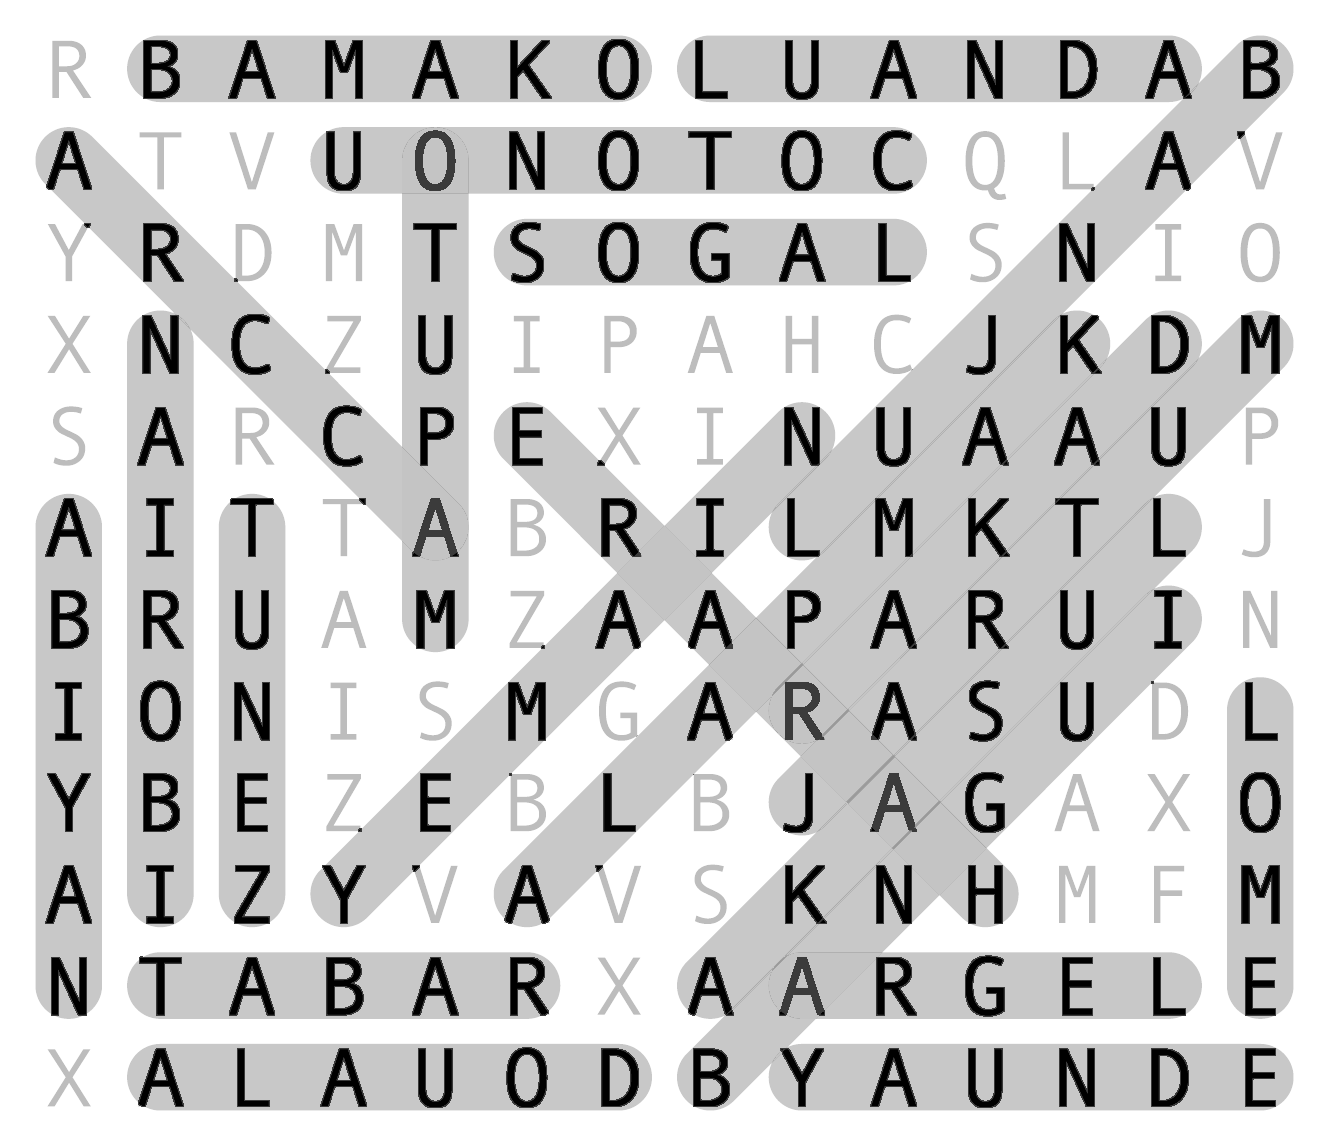 R B A M A K O L U A N D A B
A T V U O N O T O C Q L A V
Y R D M T S O G A L S N I O
X N C Z U I P A H C J K D M
S A R C P E X I N U A A U P
A I T T A B R I L M K T L J
B R U A M Z A A P A R U I N
I O N I S M G A R A S U D L
Y B E Z E B L B J A G A X O
A I Z Y V A V S K N H M F M
N T A B A R X A A R G E L E
X A L A U O D B Y A U N D E